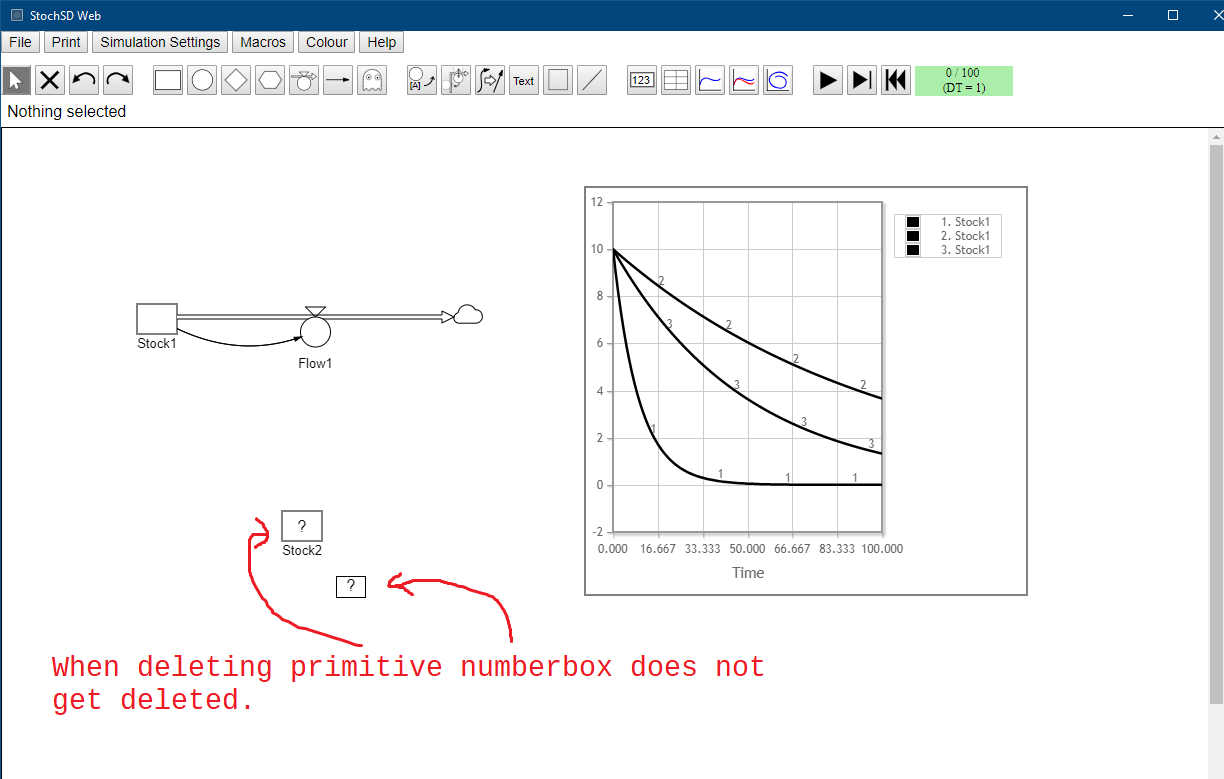 StochSD Web
File Print Simulation Settings Macros Colour Help
[A] Text 123 0 / 100
(DT = 1)
Nothing selected
12
10
8
6
4
2
0
-2
0.000 16.667 33.333 50.000 66.667 83.333 100.000
Time
1. Stock1
2. Stock1
3. Stock1
2
2
2
2
3
3
3
3
1
1
1
1
Stock1
Flow1
?
Stock2
?
When deleting primitive numberbox does not
get deleted.